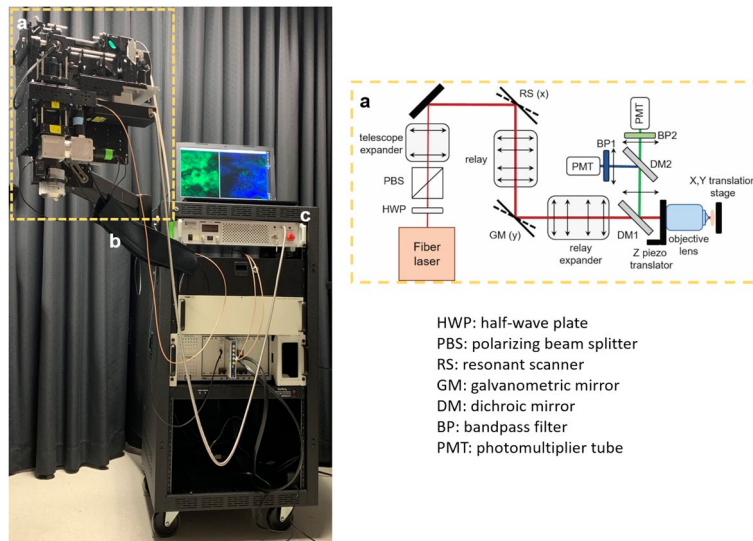 a
b
c
a
RS (x)
telescope
expander
relay
PBS
HWP
Fiber
laser
GM (y)
relay
expander
PMT
BP2
BP1
PMT
DM2
X,Y translation
stage
DM1
objective
lens
Z piezo
translator
HWP: half-wave plate
PBS: polarizing beam splitter
RS: resonant scanner
GM: galvanometric mirror
DM: dichroic mirror
BP: bandpass filter
PMT: photomultiplier tube